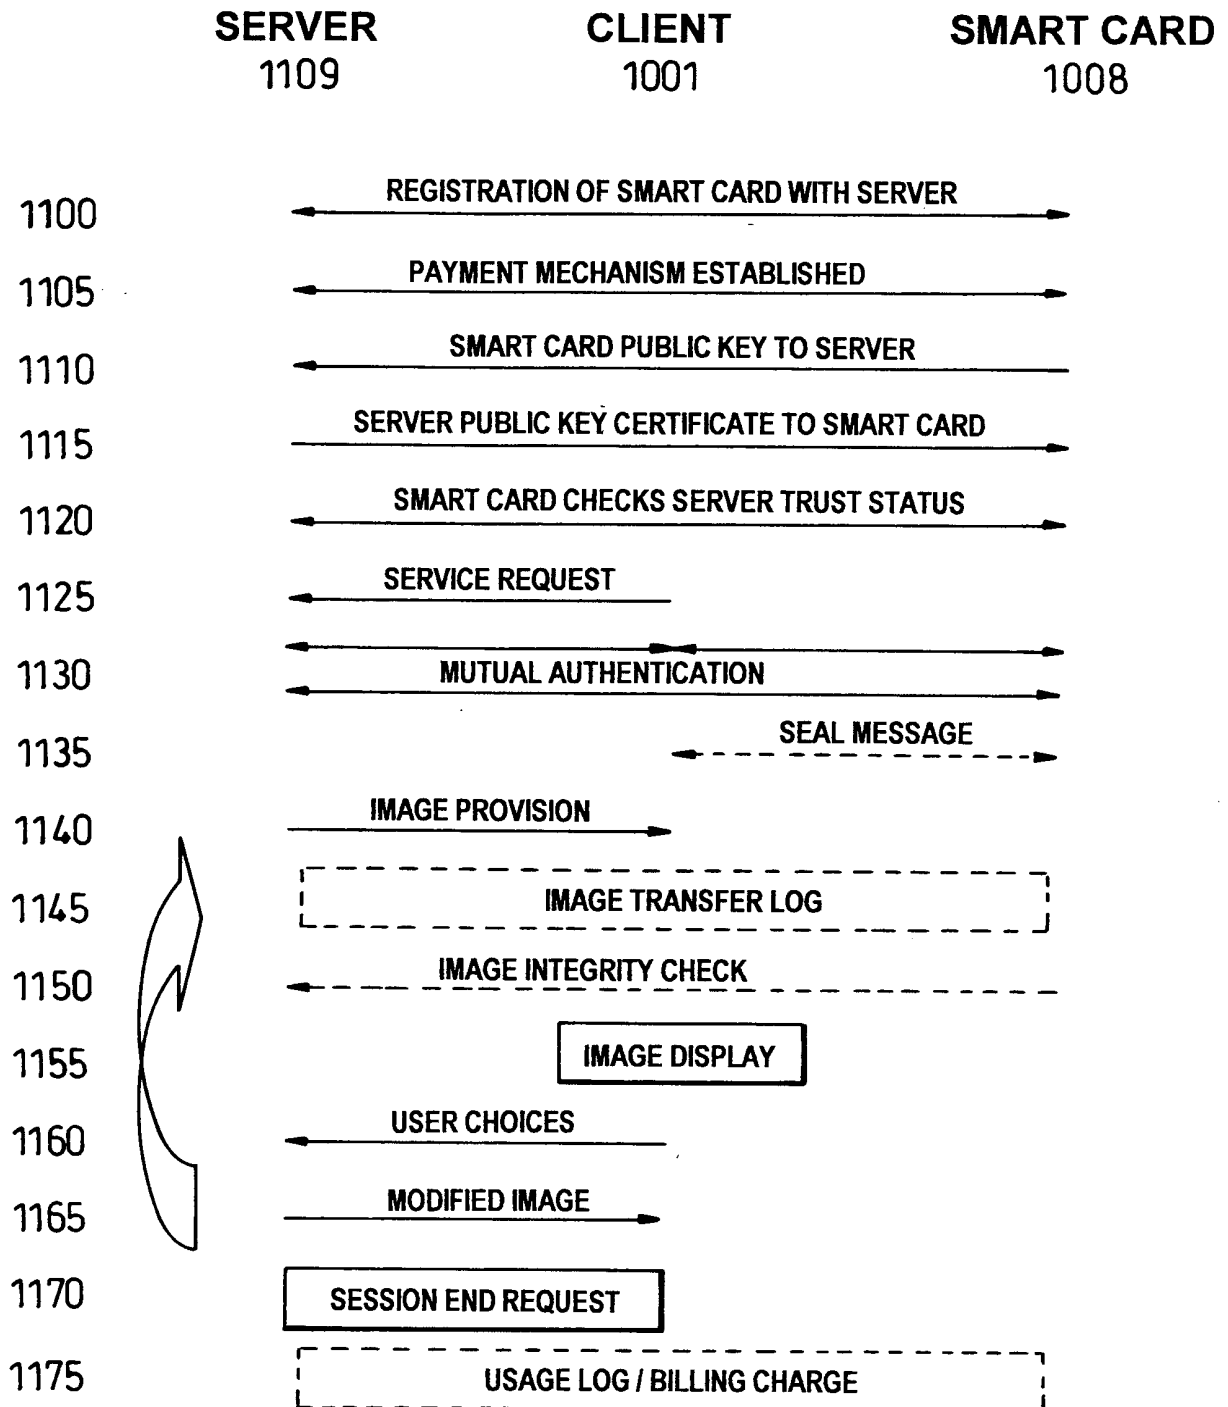 SERVER CLIENT SMART CARD
1109 1001 1008
1100 REGISTRATION OF SMART CARD WITH SERVER
1105 PAYMENT MECHANISM ESTABLISHED
1110 SMART CARD PUBLIC KEY TO SERVER
1115 SERVER PUBLIC KEY CERTIFICATE TO SMART CARD
1120 SMART CARD CHECKS SERVER TRUST STATUS
1125 SERVICE REQUEST
1130 MUTUAL AUTHENTICATION
1135 SEAL MESSAGE
1140 IMAGE PROVISION
1145 IMAGE TRANSFER LOG
1150 IMAGE INTEGRITY CHECK
1155 IMAGE DISPLAY
1160 USER CHOICES
1165 MODIFIED IMAGE
1170 SESSION END REQUEST
1175 USAGE LOG / BILLING CHARGE